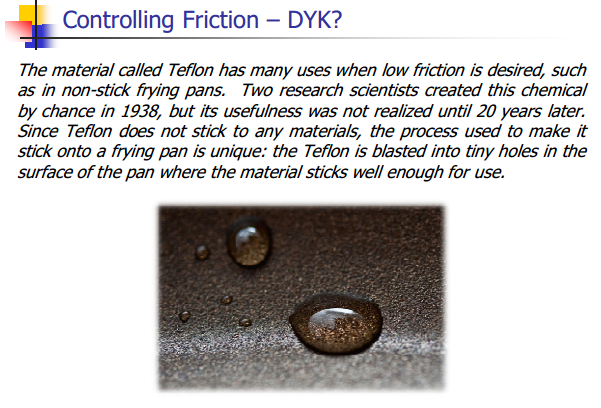 Controlling Friction – DYK?
The material called Teflon has many uses when low friction is desired, such
as in non-stick frying pans.  Two research scientists created this chemical
by chance in 1938, but its usefulness was not realized until 20 years later.
Since Teflon does not stick to any materials, the process used to make it
stick onto a frying pan is unique: the Teflon is blasted into tiny holes in the
surface of the pan where the material sticks well enough for use.